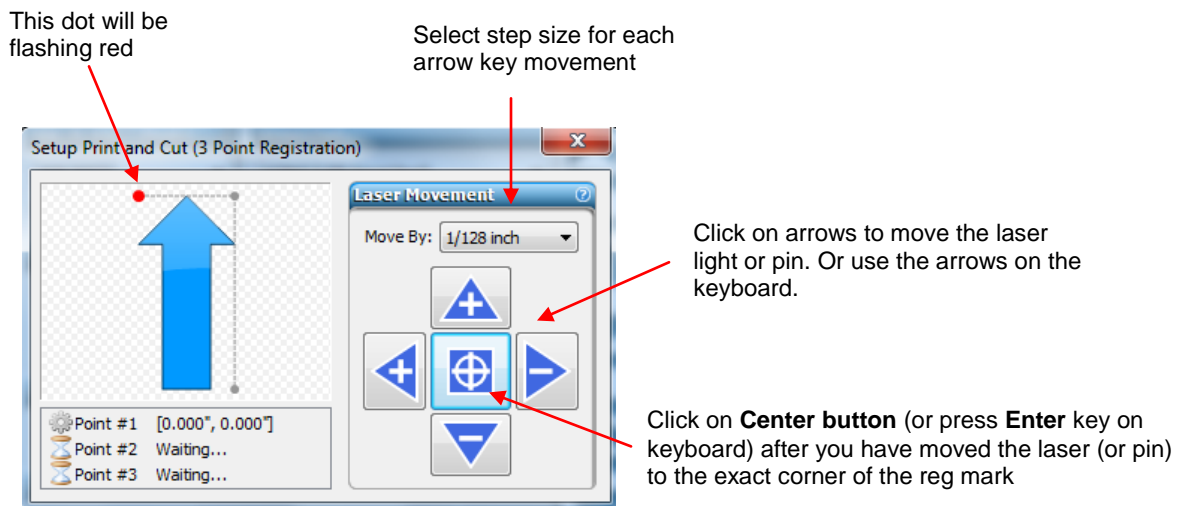 This dot will be
flashing red
Select step size for each
arrow key movement
Setup Print and Cut (3 Point Registration)
Laser Movement
Move By: 1/128 inch
Click on arrows to move the laser
light or pin. Or use the arrows on the
keyboard.
Point #1 [0.000", 0.000"]
Point #2 Waiting...
Point #3 Waiting...
Click on Center button (or press Enter key on
keyboard) after you have moved the laser (or pin)
to the exact corner of the reg mark